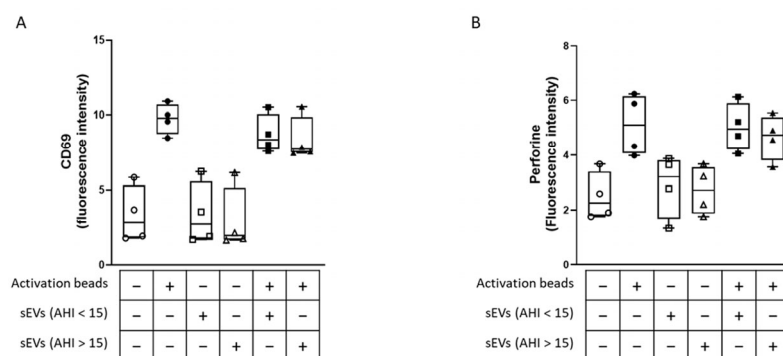 A
B
15
10
5
0
CD69
(fluorescence intensity)
8
6
4
2
0
Perforine
(Fluorescence intensity)
Activation beads − + − − + +
sEVs (AHI < 15) − − + − + −
sEVs (AHI > 15) − − − + − +
Activation beads − + − − + +
sEVs (AHI < 15) − − + − + −
sEVs (AHI > 15) − − − + − +